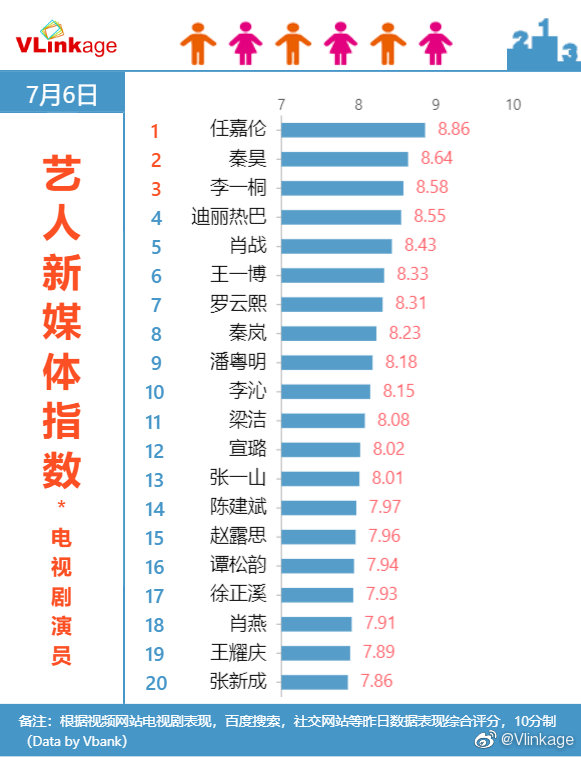 VLinkage
1
2
3
7月6日
艺人新媒体指数
*
电视剧演员
7 8 9 10
1 任嘉伦 8.86
2 秦昊 8.64
3 李一桐 8.58
4 迪丽热巴 8.55
5 肖战 8.43
6 王一博 8.33
7 罗云熙 8.31
8 秦岚 8.23
9 潘粤明 8.18
10 李沁 8.15
11 梁洁 8.08
12 宣璐 8.02
13 张一山 8.01
14 陈建斌 7.97
15 赵露思 7.96
16 谭松韵 7.94
17 徐正溪 7.93
18 肖燕 7.91
19 王耀庆 7.89
20 张新成 7.86
备注：根据视频网站电视剧表现，百度搜索，社交网站等昨日数据表现综合评分，10分制
（Data by Vbank）
@Vlinkage